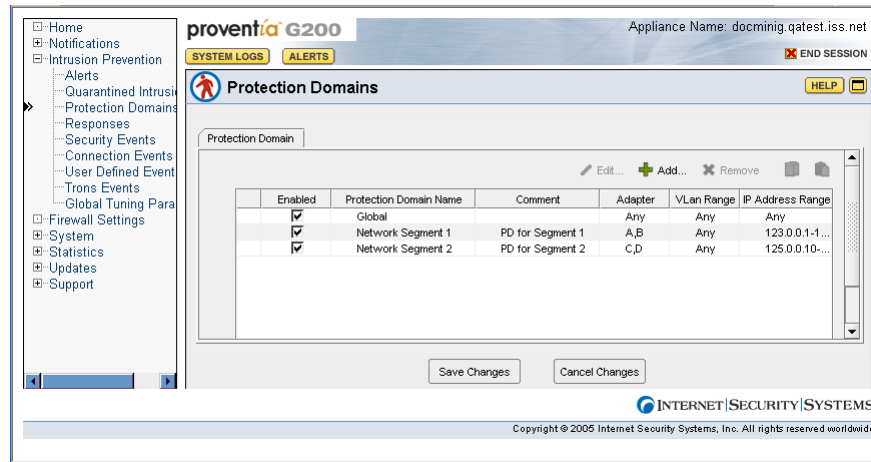 Home
Notifications
Intrusion Prevention
Alerts
Quarantined Intrusi
Protection Domains
Responses
Security Events
Connection Events
User Defined Event
Trons Events
Global Tuning Para
Firewall Settings
System
Statistics
Updates
Support
proventia G200
Appliance Name: docminig.qatest.iss.net
SYSTEM LOGS ALERTS END SESSION
Protection Domains HELP
Protection Domain
Edit... Add... Remove
Enabled Protection Domain Name Comment Adapter VLan Range IP Address Range
Global Any Any Any
Network Segment 1 PD for Segment 1 A,B Any 123.0.0.1-1...
Network Segment 2 PD for Segment 2 C,D Any 125.0.0.10-...
Save Changes Cancel Changes
INTERNET|SECURITY|SYSTEMS
Copyright © 2005 Internet Security Systems, Inc. All rights reserved worldwide